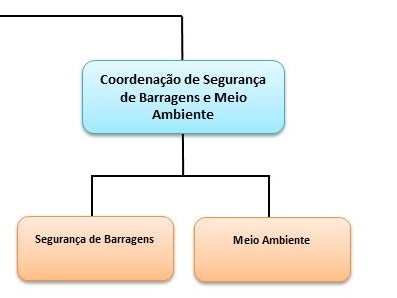 Coordenação de Segurança
de Barragens e Meio
Ambiente
Segurança de Barragens
Meio Ambiente